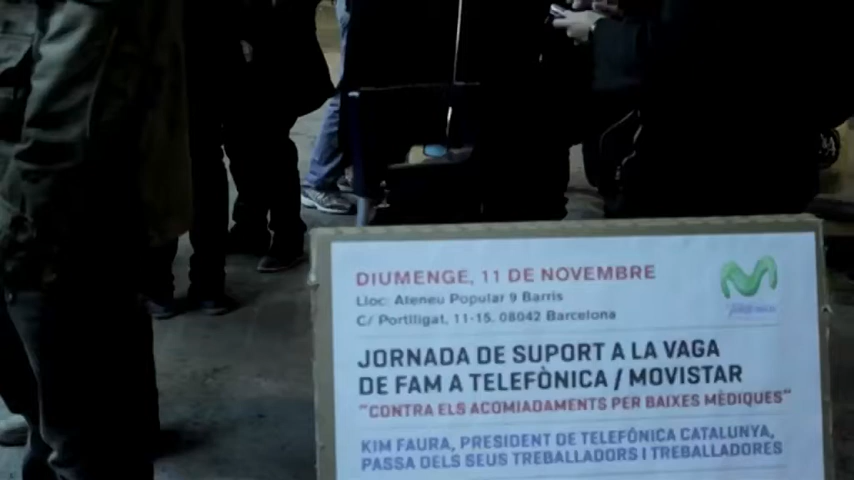 DIUMENGE, 11 DE NOVEMBRE
Lloc: Ateneu Popular 9 Barris
C/ Portlligat, 11-15. 08042 Barcelona
JORNADA DE SUPORT A LA VAGA
DE FAM A TELEFÒNICA / MOVISTAR
"CONTRA ELS ACOMIADAMENTS PER BAIXES MÈDIQUES"
KIM FAURA, PRESIDENT DE TELEFÓNICA CATALUNYA,
PASSA DELS SEUS TREBALLADORS I TREBALLADORES